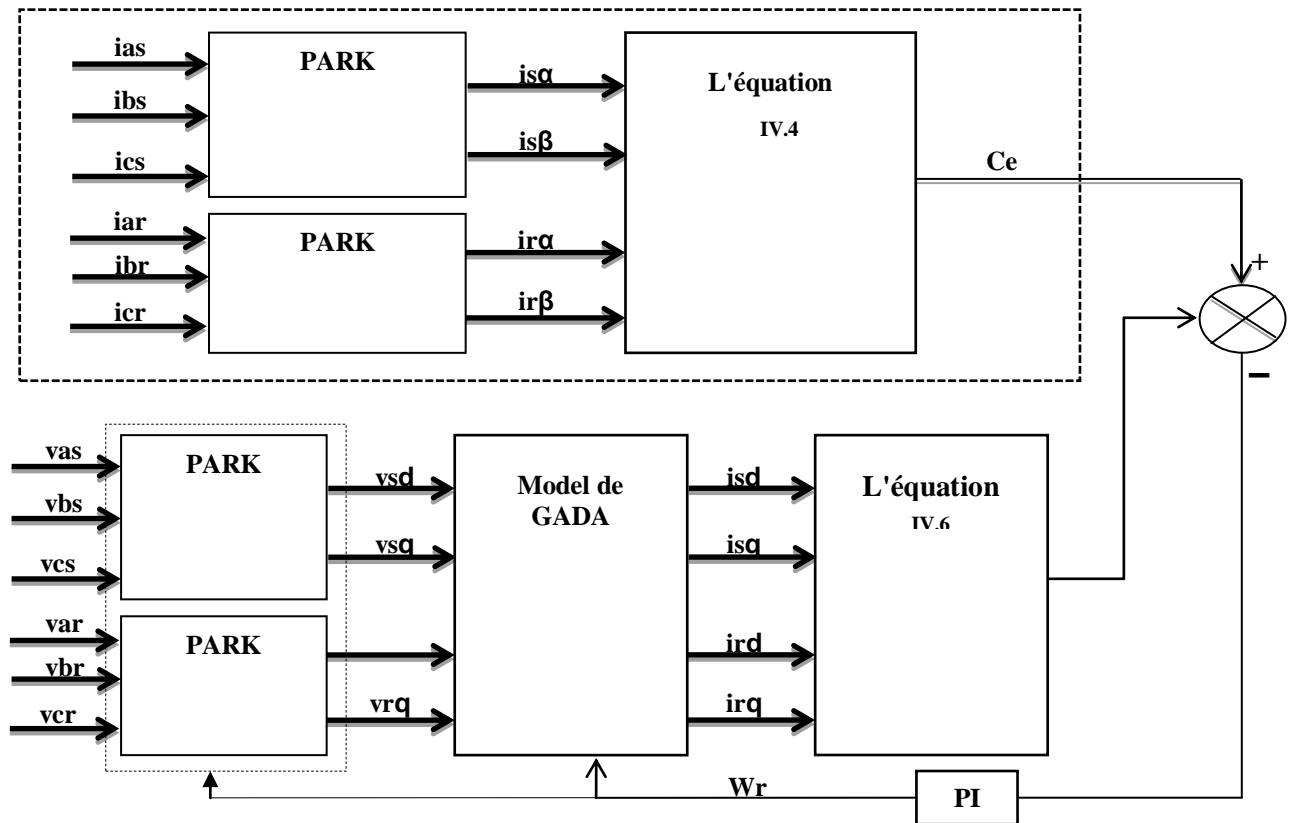 ias
ibs
ics
iar
ibr
icr
PARK
PARK
isα
isβ
irα
irβ
L'équation
IV.4
Ce
+
−
vas
vbs
vcs
var
vbr
vcr
PARK
PARK
vsd
vsq
vrq
Model de
GADA
isd
isq
ird
irq
L'équation
IV.6
Wr
PI